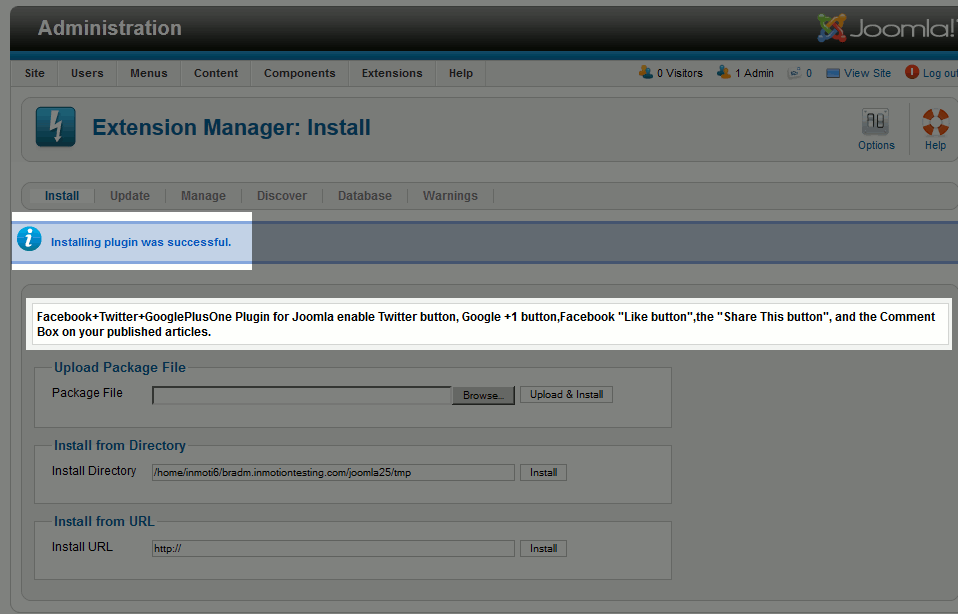 Administration
Joomla!
Site Users Menus Content Components Extensions Help 0 Visitors 1 Admin 0 View Site Log out
Extension Manager: Install
Options Help
Install Update Manage Discover Database Warnings
Installing plugin was successful.
Facebook+Twitter+GooglePlusOne Plugin for Joomla enable Twitter button, Google +1 button,Facebook "Like button",the "Share This button", and the Comment
Box on your published articles.
Upload Package File
Package File Browse... Upload & Install
Install from Directory
Install Directory /home/inmoti6/bradm.inmotiontesting.com/joomla25/tmp Install
Install from URL
Install URL http:// Install